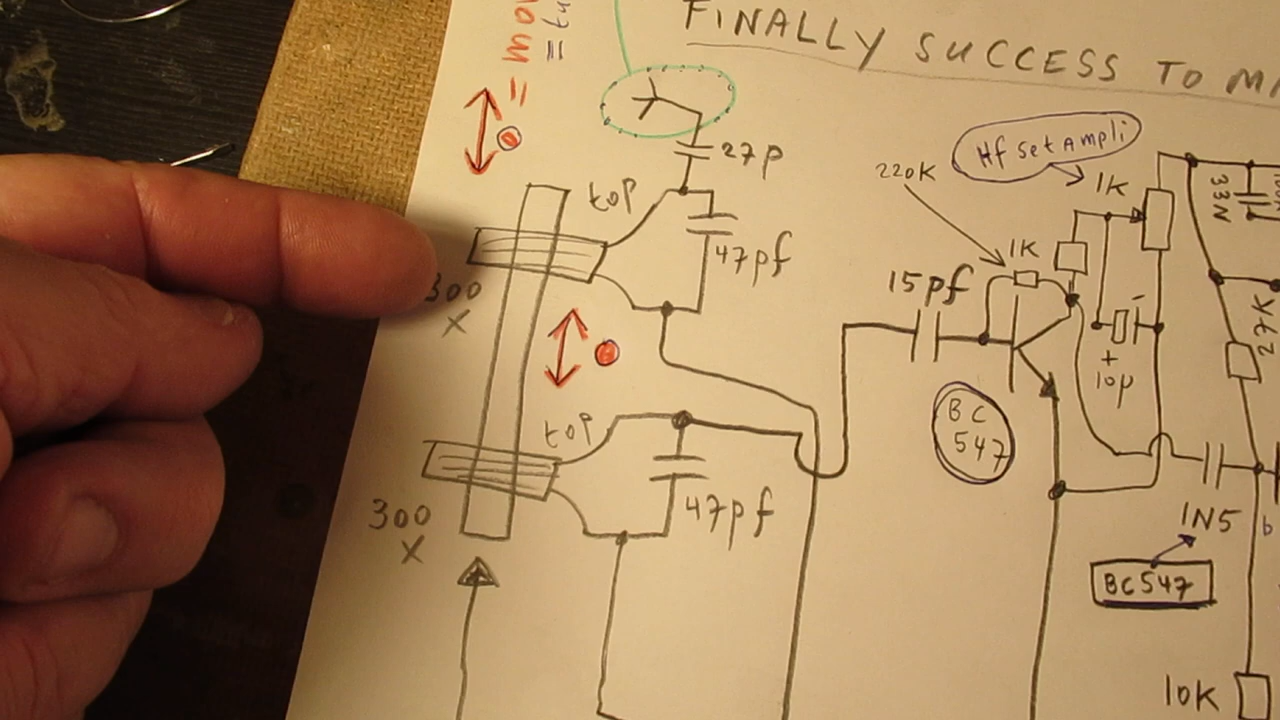 FINALLY SUCCESS TO
= tu
27p
Hf Set Ampli
220K
1K
top
33N
47pf
1K
300
X
15pf
27K
+
10µ
-
BC
547
top
47pf
300
X
1N5
b
BC547
10K